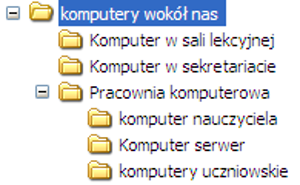 komputery wokół nas
Komputer w sali lekcyjnej
Komputer w sekretariacie
Pracownia komputerowa
komputer nauczyciela
Komputer serwer
komputery uczniowskie